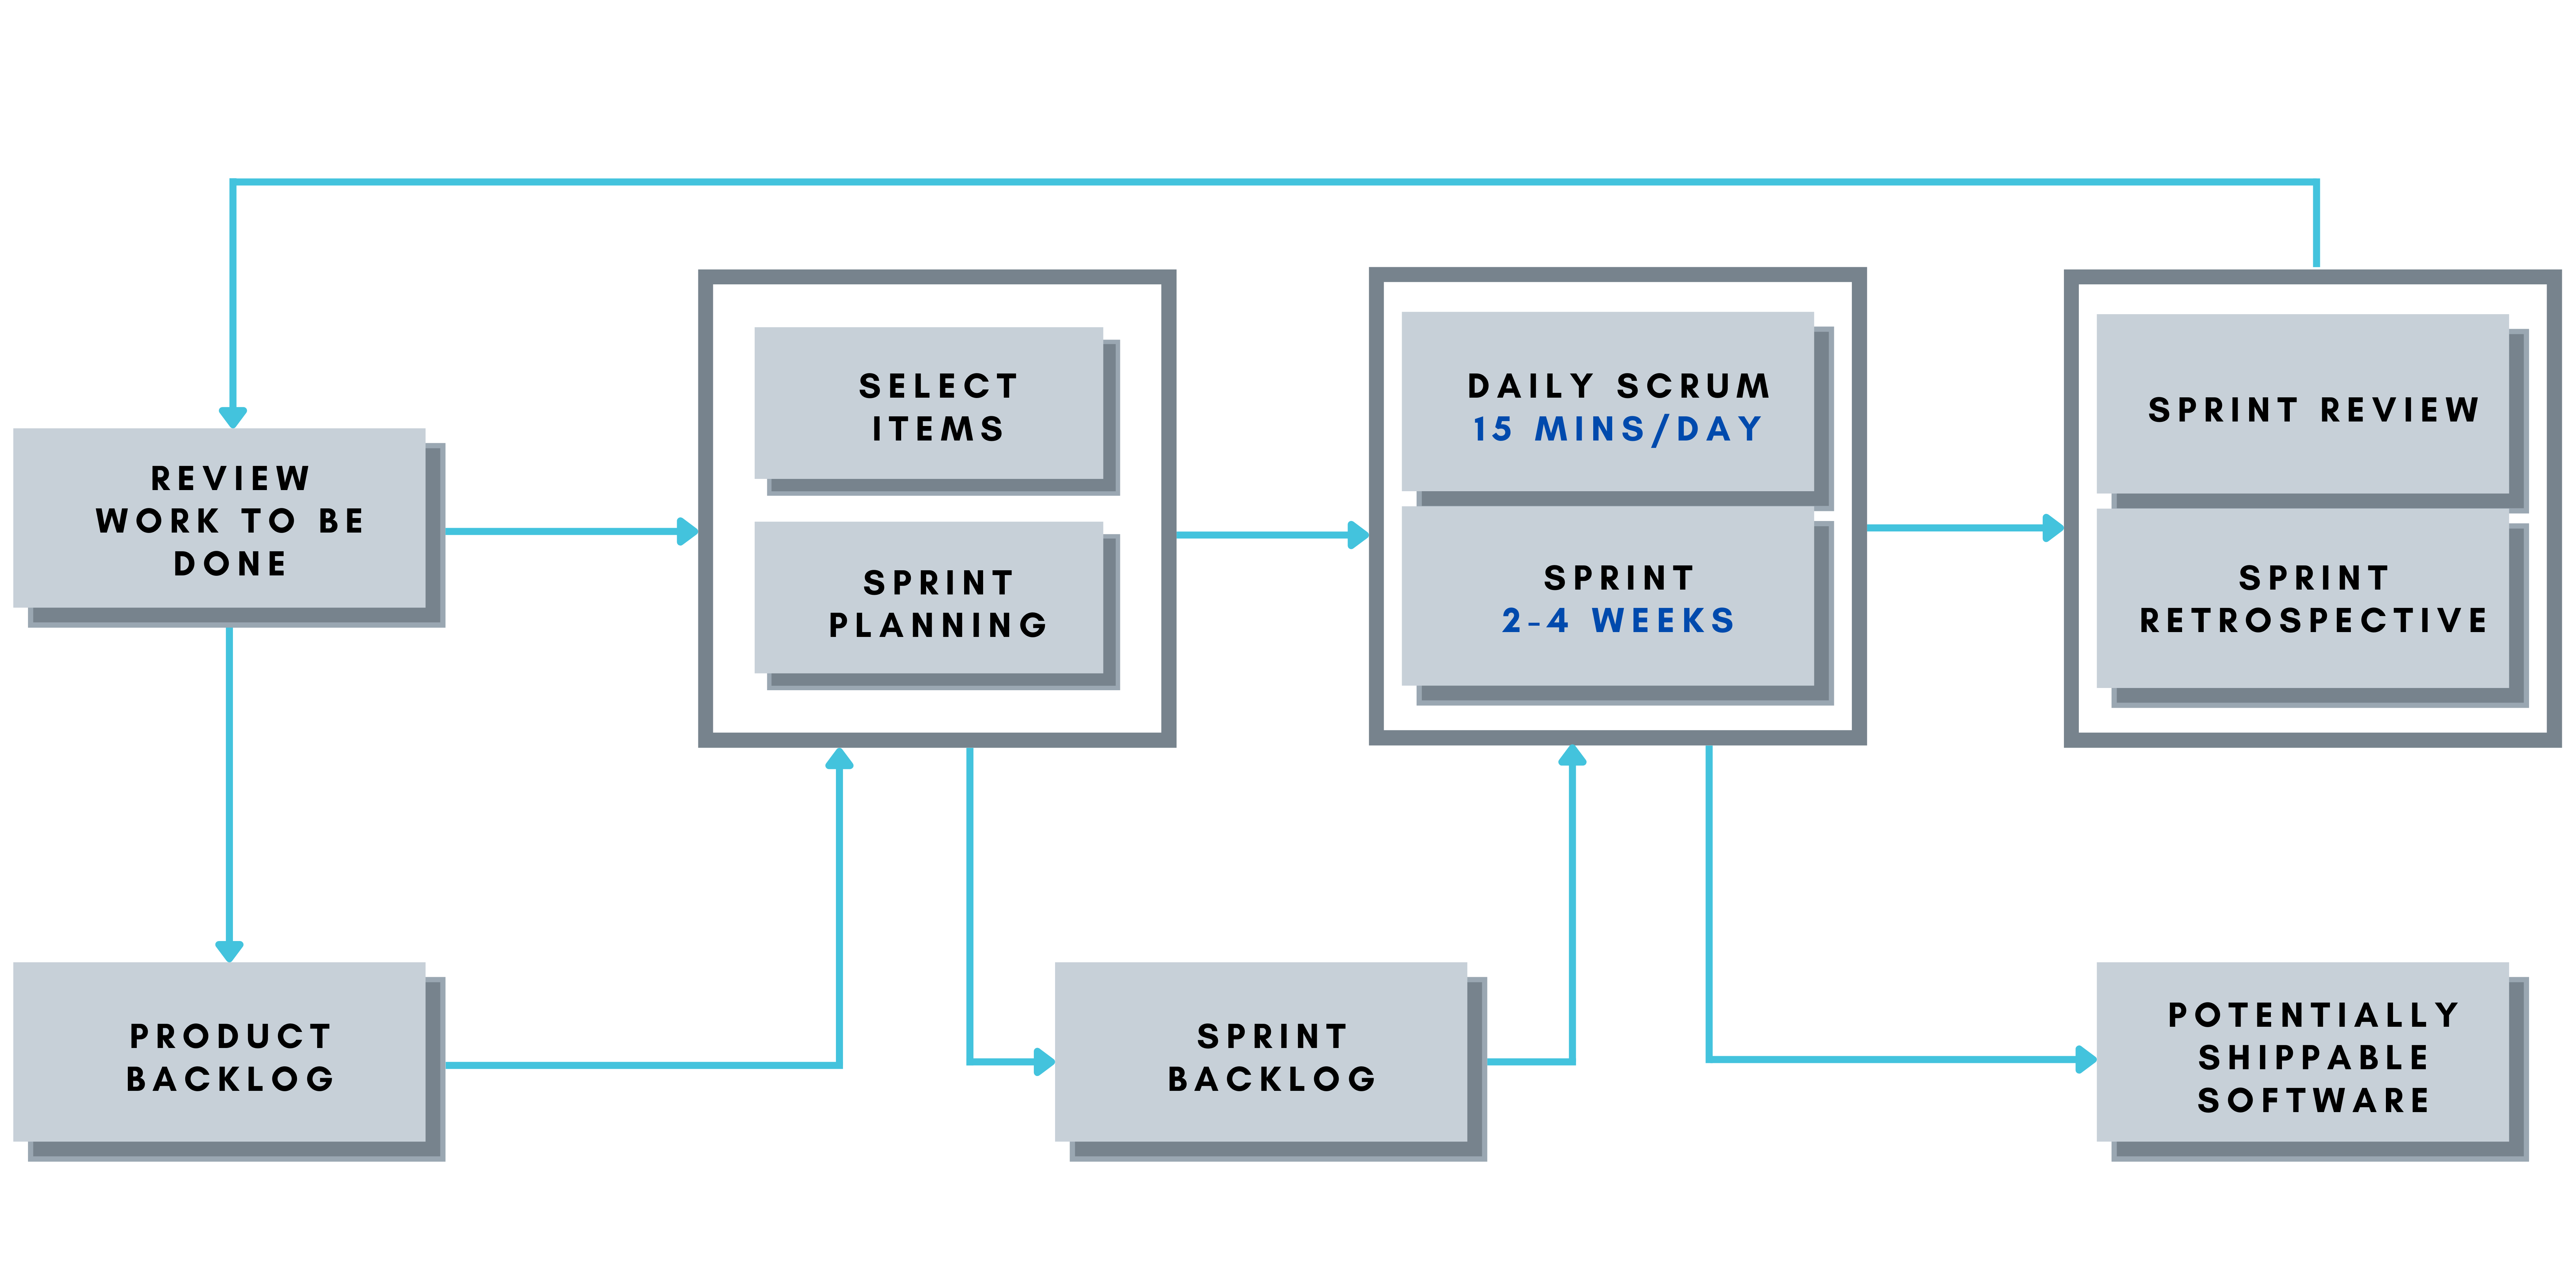 REVIEW
WORK TO BE
DONE
SELECT
ITEMS
SPRINT
PLANNING
DAILY SCRUM
15 MINS/DAY
SPRINT
2-4 WEEKS
SPRINT REVIEW
SPRINT
RETROSPECTIVE
PRODUCT
BACKLOG
SPRINT
BACKLOG
POTENTIALLY
SHIPPABLE
SOFTWARE